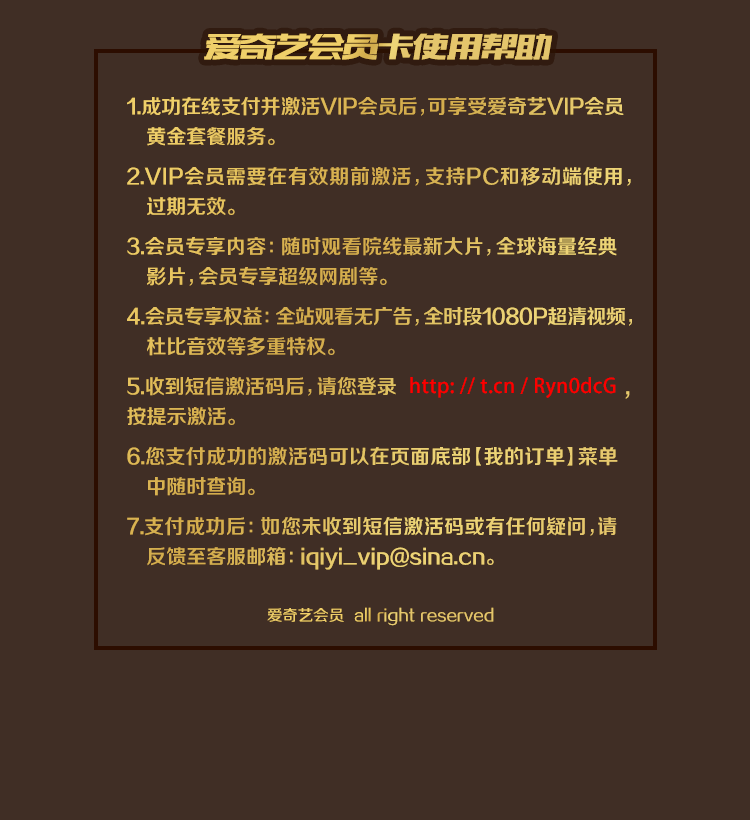 爱奇艺会员卡使用帮助
1.成功在线支付并激活VIP会员后,可享受爱奇艺VIP会员
黄金套餐服务。
2.VIP会员需要在有效期前激活,支持PC和移动端使用,
过期无效。
3.会员专享内容:随时观看院线最新大片,全球海量经典
影片,会员专享超级网剧等。
4.会员专享权益:全站观看无广告,全时段1080P超清视频,
杜比音效等多重特权。
5.收到短信激活码后,请您登录 http: // t.cn / Ryn0dcG ,
按提示激活。
6.您支付成功的激活码可以在页面底部【我的订单】菜单
中随时查询。
7.支付成功后:如您未收到短信激活码或有任何疑问,请
反馈至客服邮箱:iqiyi_vip@sina.cn。
爱奇艺会员 all right reserved